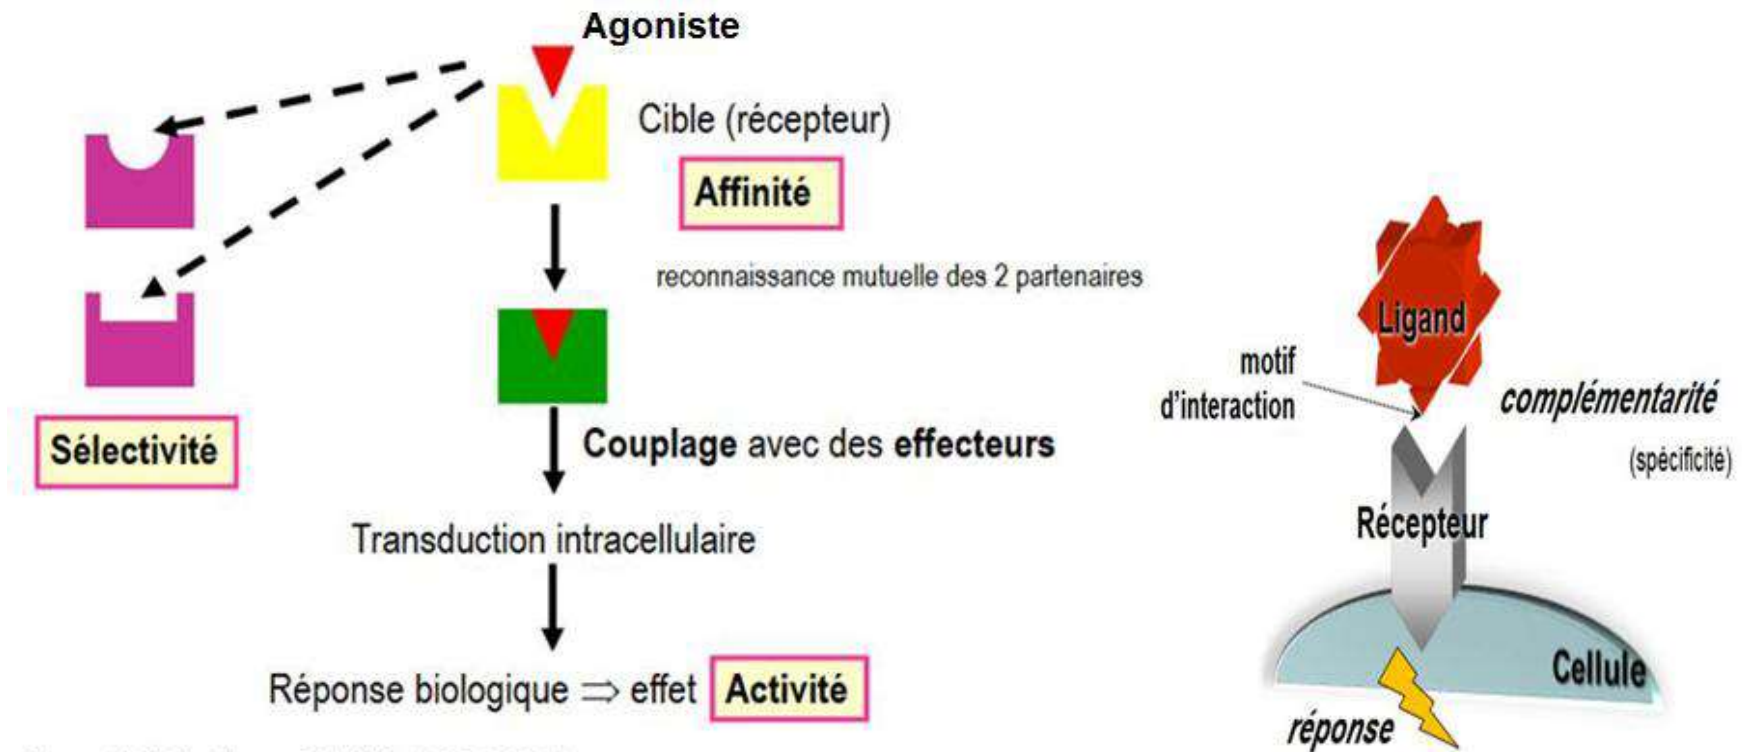 Agoniste
Cible (récepteur)
Affinité
reconnaissance mutuelle des 2 partenaires
Sélectivité
Couplage avec des effecteurs
Transduction intracellulaire
Réponse biologique ⇒ effet Activité
Ligand
motif
d'interaction
complémentarité
(spécificité)
Récepteur
Cellule
réponse